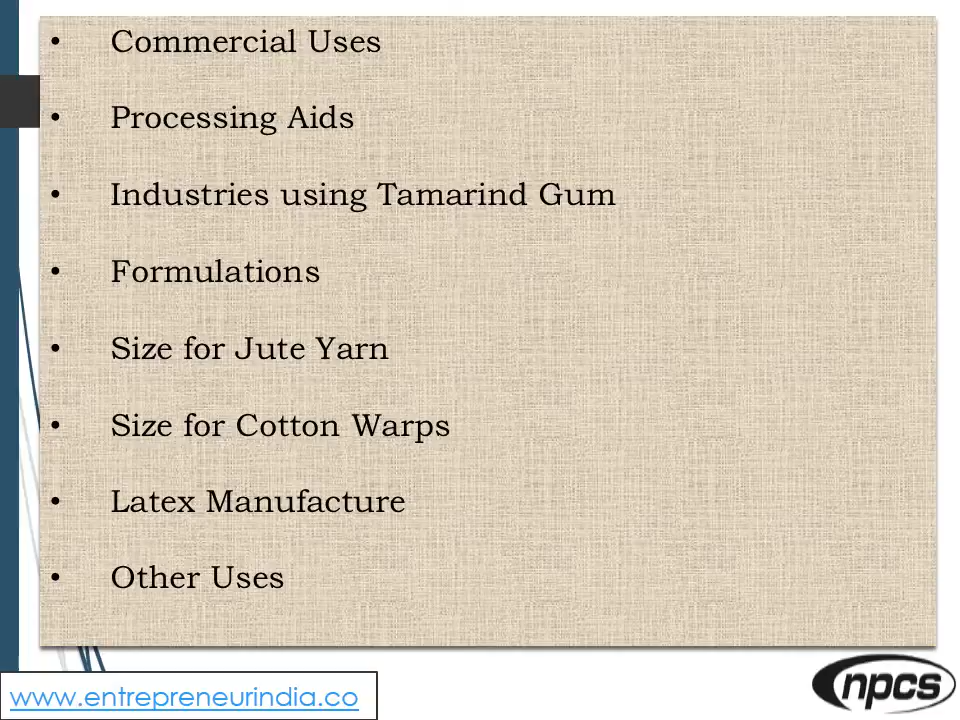 • Commercial Uses
• Processing Aids
• Industries using Tamarind Gum
• Formulations
• Size for Jute Yarn
• Size for Cotton Warps
• Latex Manufacture
• Other Uses
www.entrepreneurindia.co
npcs